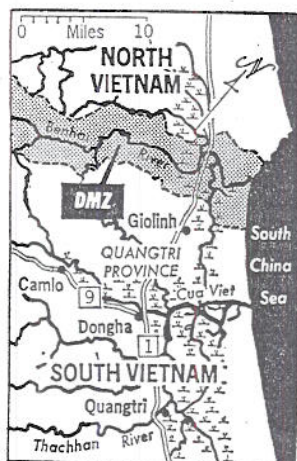 0 10
Miles
N
NORTH
VIETNAM
Benhai
River
DMZ
Giolinh
South
China
Sea
QUANGTRI
PROVINCE
Camlo
9
Cua Viet
Dongha
1
SOUTH VIETNAM
Quangtri
Thachhan
River